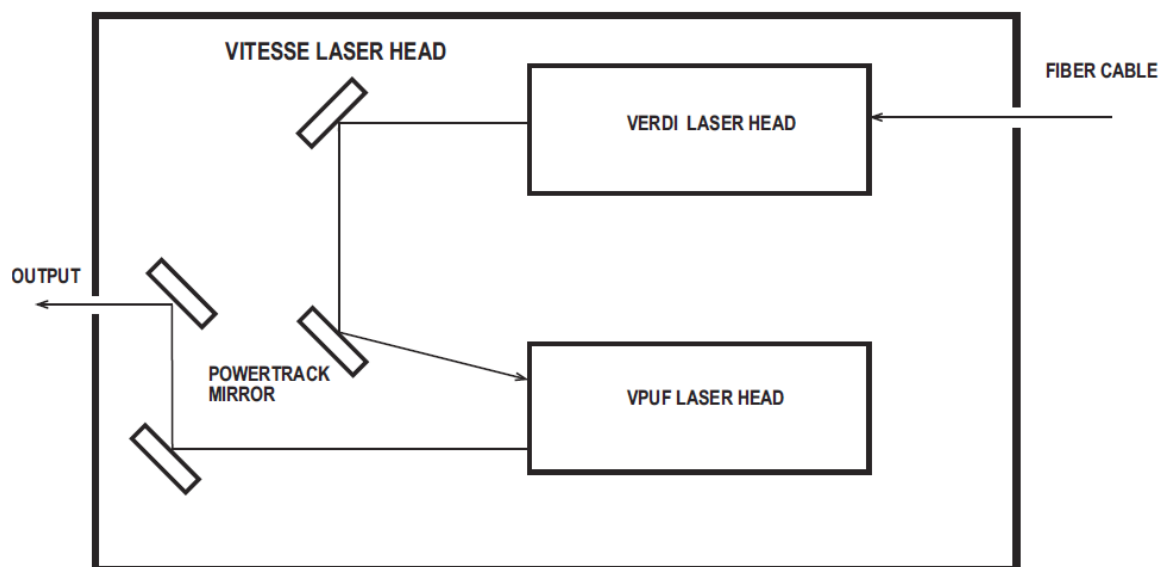 VITESSE LASER HEAD
FIBER CABLE
VERDI LASER HEAD
OUTPUT
POWERTRACK
MIRROR
VPUF LASER HEAD